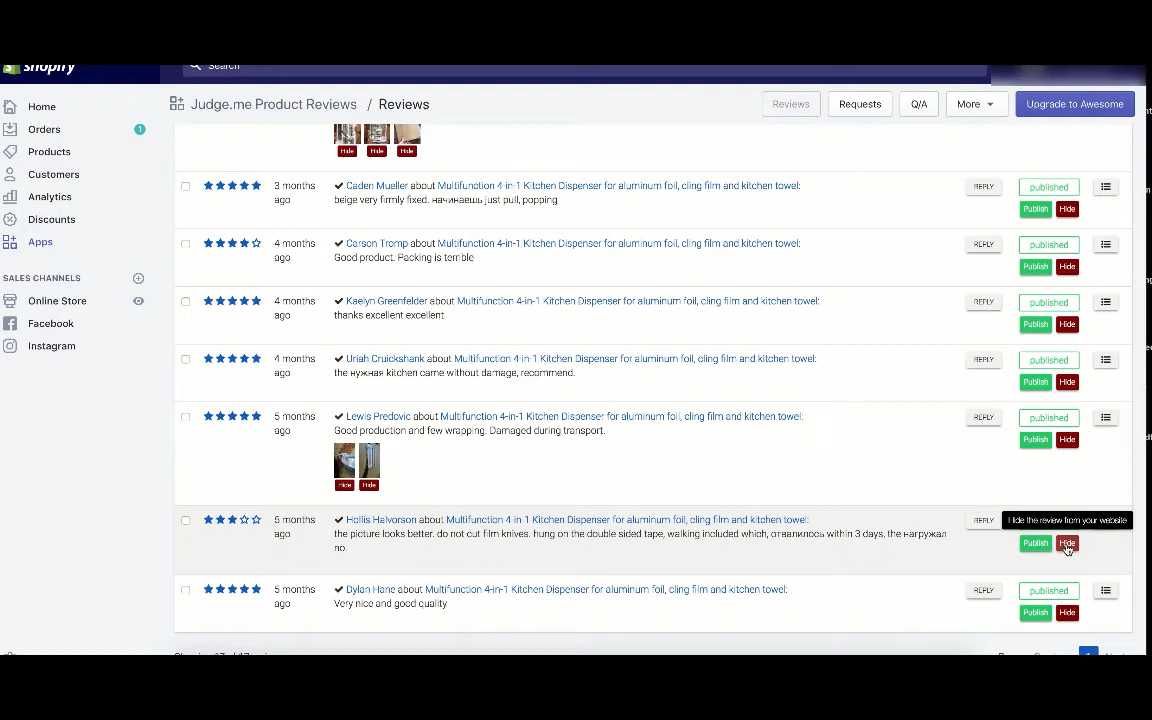 shopify
Search
Judge.me Product Reviews / Reviews
Reviews
Requests
Q/A
More
Upgrade to Awesome
Home
Orders
1
Products
Customers
Analytics
Discounts
Apps
SALES CHANNELS
Online Store
Facebook
Instagram
Hide
Hide
Hide
3 months ago
Caden Mueller about Multifunction 4-in-1 Kitchen Dispenser for aluminum foil, cling film and kitchen towel:
beige very firmly fixed. начинаешь just pull, popping
REPLY
published
Publish
Hide
4 months ago
Carson Tromp about Multifunction 4-in-1 Kitchen Dispenser for aluminum foil, cling film and kitchen towel:
Good product. Packing is terrible
REPLY
published
Publish
Hide
4 months ago
Kaelyn Greenfelder about Multifunction 4-in-1 Kitchen Dispenser for aluminum foil, cling film and kitchen towel:
thanks excellent excellent
REPLY
published
Publish
Hide
4 months ago
Uriah Cruickshank about Multifunction 4-in-1 Kitchen Dispenser for aluminum foil, cling film and kitchen towel:
the нужная kitchen came without damage, recommend.
REPLY
published
Publish
Hide
5 months ago
Lewis Predovic about Multifunction 4-in-1 Kitchen Dispenser for aluminum foil, cling film and kitchen towel:
Good production and few wrapping. Damaged during transport.
Hide
Hide
REPLY
published
Publish
Hide
5 months ago
Hollis Halvorson about Multifunction 4-in-1 Kitchen Dispenser for aluminum foil, cling film and kitchen towel:
the picture looks better. do not cut film knives. hung on the double sided tape, walking included which, отвалилось within 3 days, the нагружал
no.
REPLY
Hide the review from your website
Publish
Hide
5 months ago
Dylan Hane about Multifunction 4-in-1 Kitchen Dispenser for aluminum foil, cling film and kitchen towel:
Very nice and good quality
REPLY
published
Publish
Hide